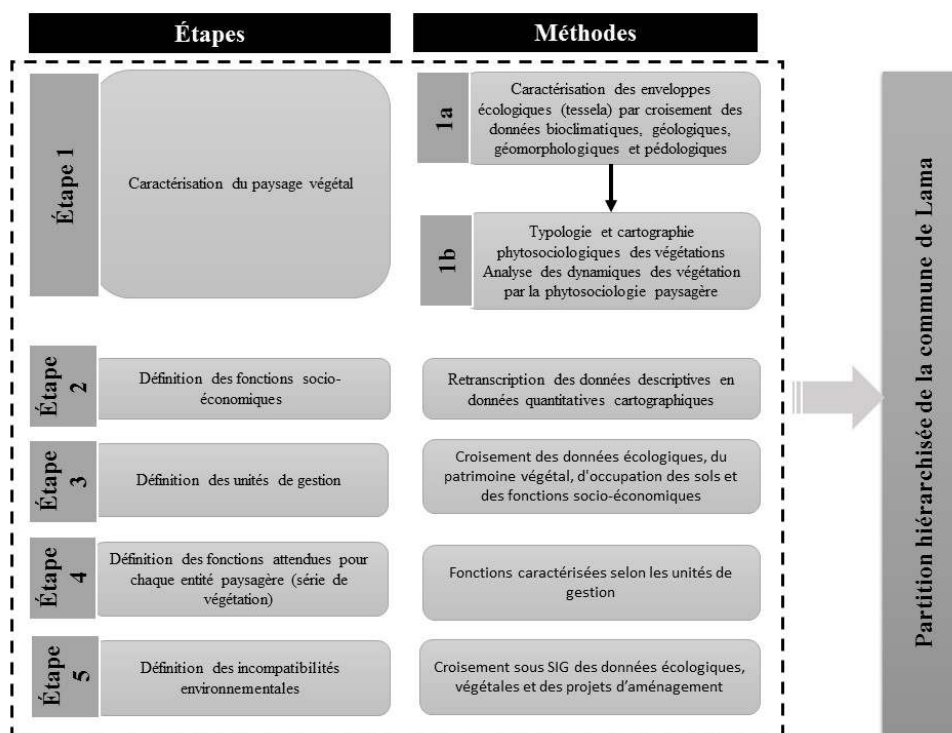 Étapes
Méthodes
Étape 1
Caractérisation du paysage végétal
1a
Caractérisation des enveloppes
écologiques (tessela) par croisement des
données bioclimatiques, géologiques,
géomorphologiques et pédologiques
1b
Typologie et cartographie
phytosociologiques des végétations
Analyse des dynamiques des végétation
par la phytosociologie paysagère
Étape
2
Définition des fonctions socio-
économiques
Retranscription des données descriptives en
données quantitatives cartographiques
Étape
3
Définition des unités de gestion
Croisement des données écologiques, du
patrimoine végétal, d'occupation des sols et
des fonctions socio-économiques
Étape
4
Définition des fonctions attendues pour
chaque entité paysagère (série de
végétation)
Fonctions caractérisées selon les unités de
gestion
Étape
5
Définition des incompatibilités
environnementales
Croisement sous SIG des données écologiques,
végétales et des projets d’aménagement
Partition hiérarchisée de la commune de Lama